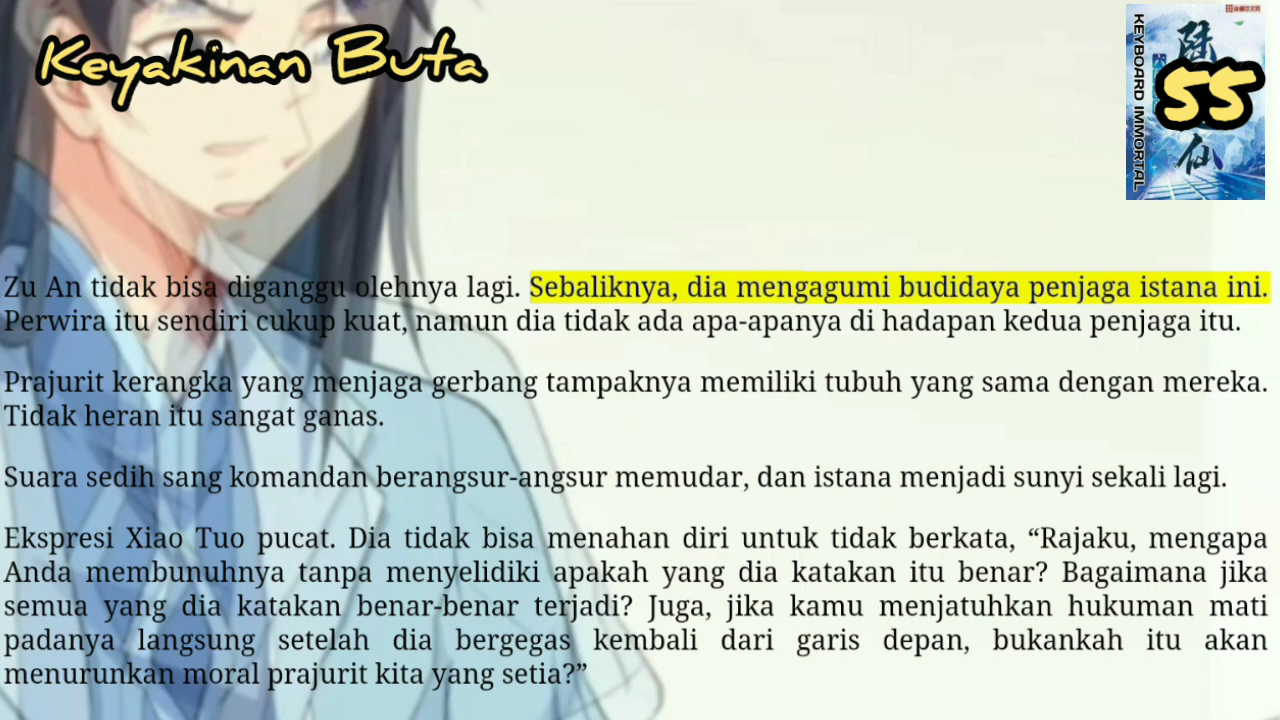 Keyakinan Buta
KEYBOARD IMMORTAL
陆
仙
55
Zu An tidak bisa diganggu olehnya lagi. Sebaliknya, dia mengagumi budidaya penjaga istana ini.
Perwira itu sendiri cukup kuat, namun dia tidak ada apa-apanya di hadapan kedua penjaga itu.
Prajurit kerangka yang menjaga gerbang tampaknya memiliki tubuh yang sama dengan mereka.
Tidak heran itu sangat ganas.
Suara sedih sang komandan berangsur-angsur memudar, dan istana menjadi sunyi sekali lagi.
Ekspresi Xiao Tuo pucat. Dia tidak bisa menahan diri untuk tidak berkata, “Rajaku, mengapa
Anda membunuhnya tanpa menyelidiki apakah yang dia katakan itu benar? Bagaimana jika
semua yang dia katakan benar-benar terjadi? Juga, jika kamu menjatuhkan hukuman mati
padanya langsung setelah dia bergegas kembali dari garis depan, bukankah itu akan
menurunkan moral prajurit kita yang setia?”